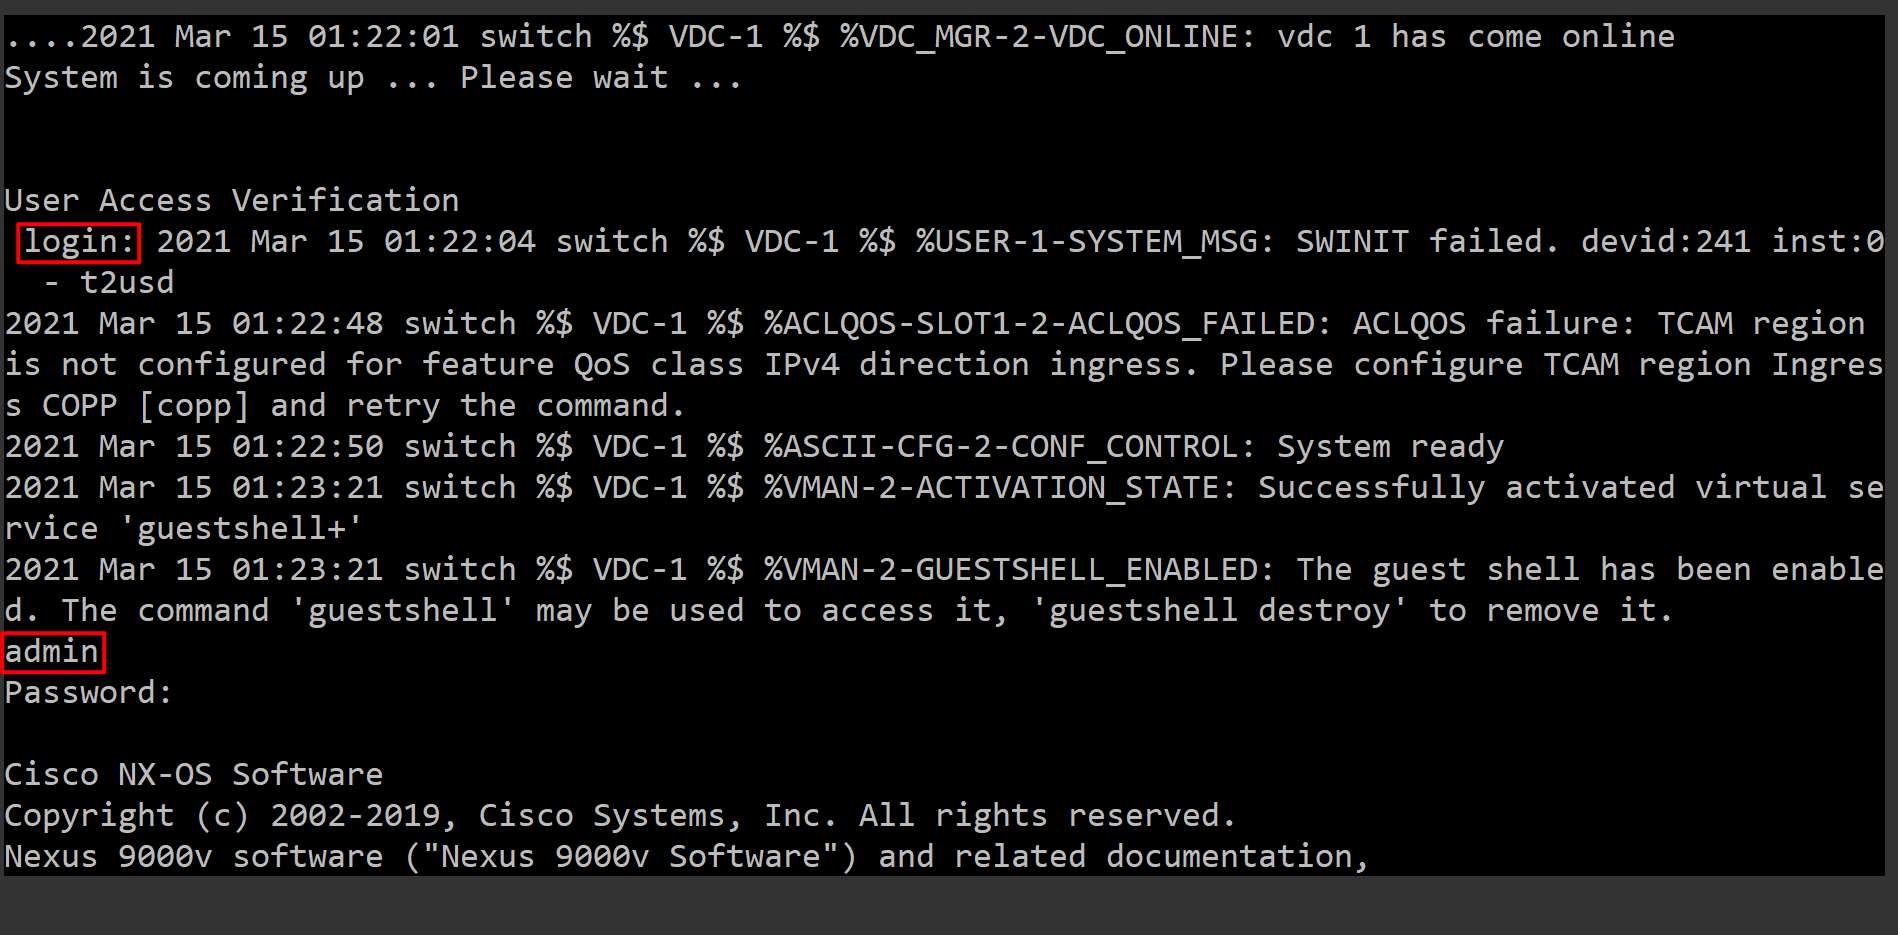 ....2021 Mar 15 01:22:01 switch %$ VDC-1 %$ %VDC_MGR-2-VDC_ONLINE: vdc 1 has come online
System is coming up ... Please wait ...
User Access Verification
login: 2021 Mar 15 01:22:04 switch %$ VDC-1 %$ %USER-1-SYSTEM_MSG: SWINIT failed. devid:241 inst:0
- t2usd
2021 Mar 15 01:22:48 switch %$ VDC-1 %$ %ACLQOS-SLOT1-2-ACLQOS_FAILED: ACLQOS failure: TCAM region
is not configured for feature QoS class IPv4 direction ingress. Please configure TCAM region Ingres
s COPP [copp] and retry the command.
2021 Mar 15 01:22:50 switch %$ VDC-1 %$ %ASCII-CFG-2-CONF_CONTROL: System ready
2021 Mar 15 01:23:21 switch %$ VDC-1 %$ %VMAN-2-ACTIVATION_STATE: Successfully activated virtual se
rvice 'guestshell+'
2021 Mar 15 01:23:21 switch %$ VDC-1 %$ %VMAN-2-GUESTSHELL_ENABLED: The guest shell has been enable
d. The command 'guestshell' may be used to access it, 'guestshell destroy' to remove it.
admin
Password:
Cisco NX-OS Software
Copyright (c) 2002-2019, Cisco Systems, Inc. All rights reserved.
Nexus 9000v software ("Nexus 9000v Software") and related documentation,